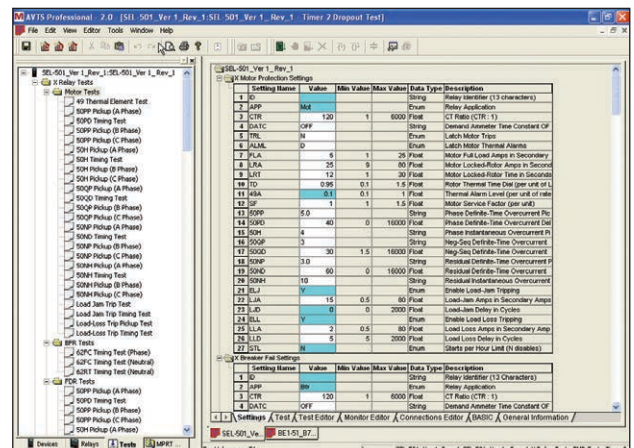 AVTS Professional - 2.0 - [SEL-501_Ver 1_Rev_1:SEL-501_Ver 1_Rev_1 - Timer 2 Dropout Test]
File Edit View Editor Tools Window Help
SEL-501_Ver 1_Rev_1:SEL-501_Ver 1_Rev_1
X Relay Tests
Motor Tests
49 Thermal Element Test
50PP Pickup (A Phase)
50PD Timing Test
50PP Pickup (B Phase)
50PP Pickup (C Phase)
50H Pickup (A Phase)
50H Timing Test
50H Pickup (B Phase)
50H Pickup (C Phase)
50QP Pickup (A Phase)
50QD Timing Test
50QP Pickup (B Phase)
50QP Pickup (C Phase)
50NP Pickup (A Phase)
50ND Timing Test
50NP Pickup (B Phase)
50NP Pickup (C Phase)
50NH Pickup (A Phase)
50NH Timing Test
50NH Pickup (B Phase)
50NH Pickup (C Phase)
Load Jam Trip Test
Load Jam Trip Timing Test
Load-Loss Trip Pickup Test
Load-Loss Trip Timing Test
BFR Tests
62FC Timing Test (Phase)
62FC Timing Test (Neutral)
62RT Timing Test (Neutral)
FDR Tests
50PP Pickup (A Phase)
50PD Timing Test
50PP Pickup (B Phase)
50PP Pickup (C Phase)
50H Pickup (A Phase)
Devices Relays Tests MPRT ...
SEL-501_Ver 1_Rev_1
X Motor Protection Settings
Setting Name Value Min Value Max Value Data Type Description
1 ID String Relay Identifier (13 characters)
2 APP Mot Enum Relay Application
3 CTR 120 1 6000 Float CT Ratio (CTR : 1)
4 DATC OFF String Demand Ammeter Time Constant OF
5 TRL N Enum Latch Motor Trips
6 ALML D Enum Latch Motor Thermal Alarms
7 FLA 5 1 25 Float Motor Full-Load Amps in Secondary
8 LRA 25 9 80 Float Motor Locked-Rotor Amps in Second
9 LRT 12 1 30 Float Motor Locked-Rotor Time in Seconds
10 TD 0.95 0.1 1.5 Float Rotor Thermal Time Dial (per unit of L
11 49A 0.1 0.1 1 Float Thermal Alarm Level (per unit of rate
12 SF 1 1 1.5 Float Motor Service Factor (per unit)
13 50PP 5.0 String Phase Definite-Time Overcurrent Pic
14 50PD 40 0 16000 Float Phase Definite-Time Overcurrent Del
15 50H 4 String Phase Instantaneous Overcurrent Pi
16 50QP 3 String Neg-Seq Definite-Time Overcurrent
17 50QD 30 1.5 16000 Float Neg-Seq Definite-Time Overcurrent
18 50NP 3.0 String Residual Definite-Time Overcurrent P
19 50ND 60 0 16000 Float Residual Definite-Time Overcurrent
20 50NH 10 String Residual Instantaneous Overcurrent
21 ELJ Y Enum Enable Load-Jam Tripping
22 LJA 15 0.5 80 Float Load-Jam Amps in Secondary Amps
23 LJD 0 0 2000 Float Load-Jam Delay in Cycles
24 ELL Y Enum Enable Load Loss Tripping
25 LLA 2 0.5 80 Float Load Loss Amps in Secondary Amp
26 LLD 5 5 2000 Float Load Loss Delay in Cycles
27 STL N Enum Starts per Hour Limit (N disables)
X Breaker Fail Settings
Setting Name Value Min Value Max Value Data Type Description
1 ID String Relay Identifier (13 Characters)
2 APP Bfr Enum Relay Application
3 CTR 120 1 6000 Float CT Ratio (CTR : 1)
4 DATC OFF String Demand Ammeter Time Constant OF
Settings Test Test Editor Monitor Editor Connections Editor BASIC General Information
SEL-501_Ve... BE1-51_B7...